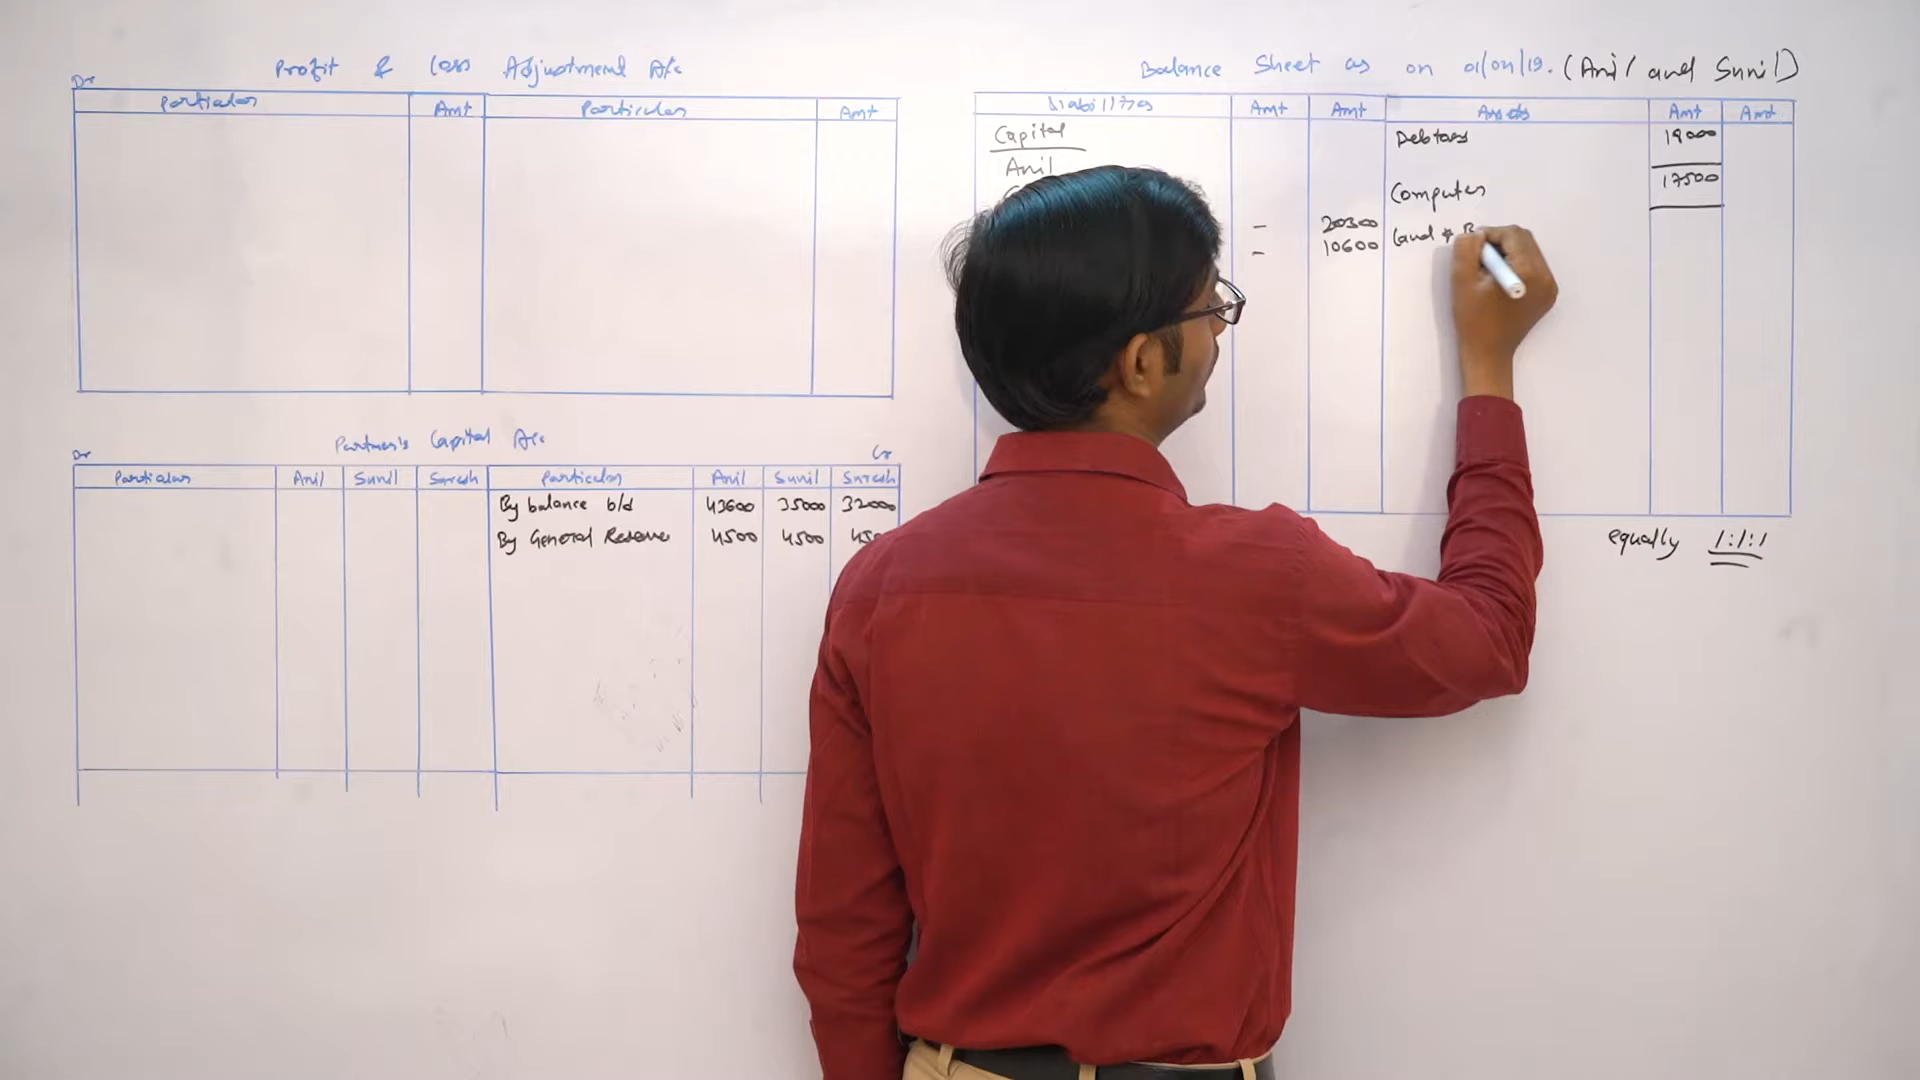 Profit & Loss Adjustment A/c
Dr
Particulars Amt Particulars Amt
Partner's Capital A/c
Dr Cr
Particulars Anil Sunil Suresh Particulars Anil Sunil Suresh
By balance b/d 43600 35000 32000
By General Reserve 4500 4500 450
Balance Sheet as on 01/04/19. (Anil and Sunil)
Liabilities Amt Amt Assets Amt Amt
Capital Debtors 19000
Anil
Computer 17500
- 20300 Land & B
- 10600
equally 1:1:1